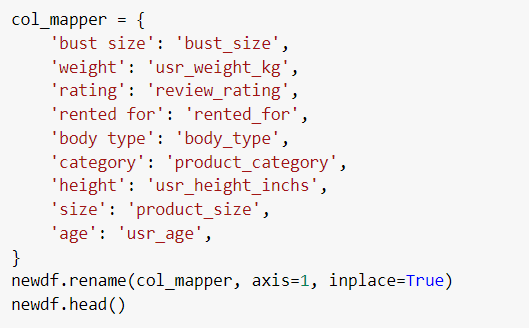 col_mapper = {
    'bust size': 'bust_size',
    'weight': 'usr_weight_kg',
    'rating': 'review_rating',
    'rented for': 'rented_for',
    'body type': 'body_type',
    'category': 'product_category',
    'height': 'usr_height_inchs',
    'size': 'product_size',
    'age': 'usr_age',
}
newdf.rename(col_mapper, axis=1, inplace=True)
newdf.head()